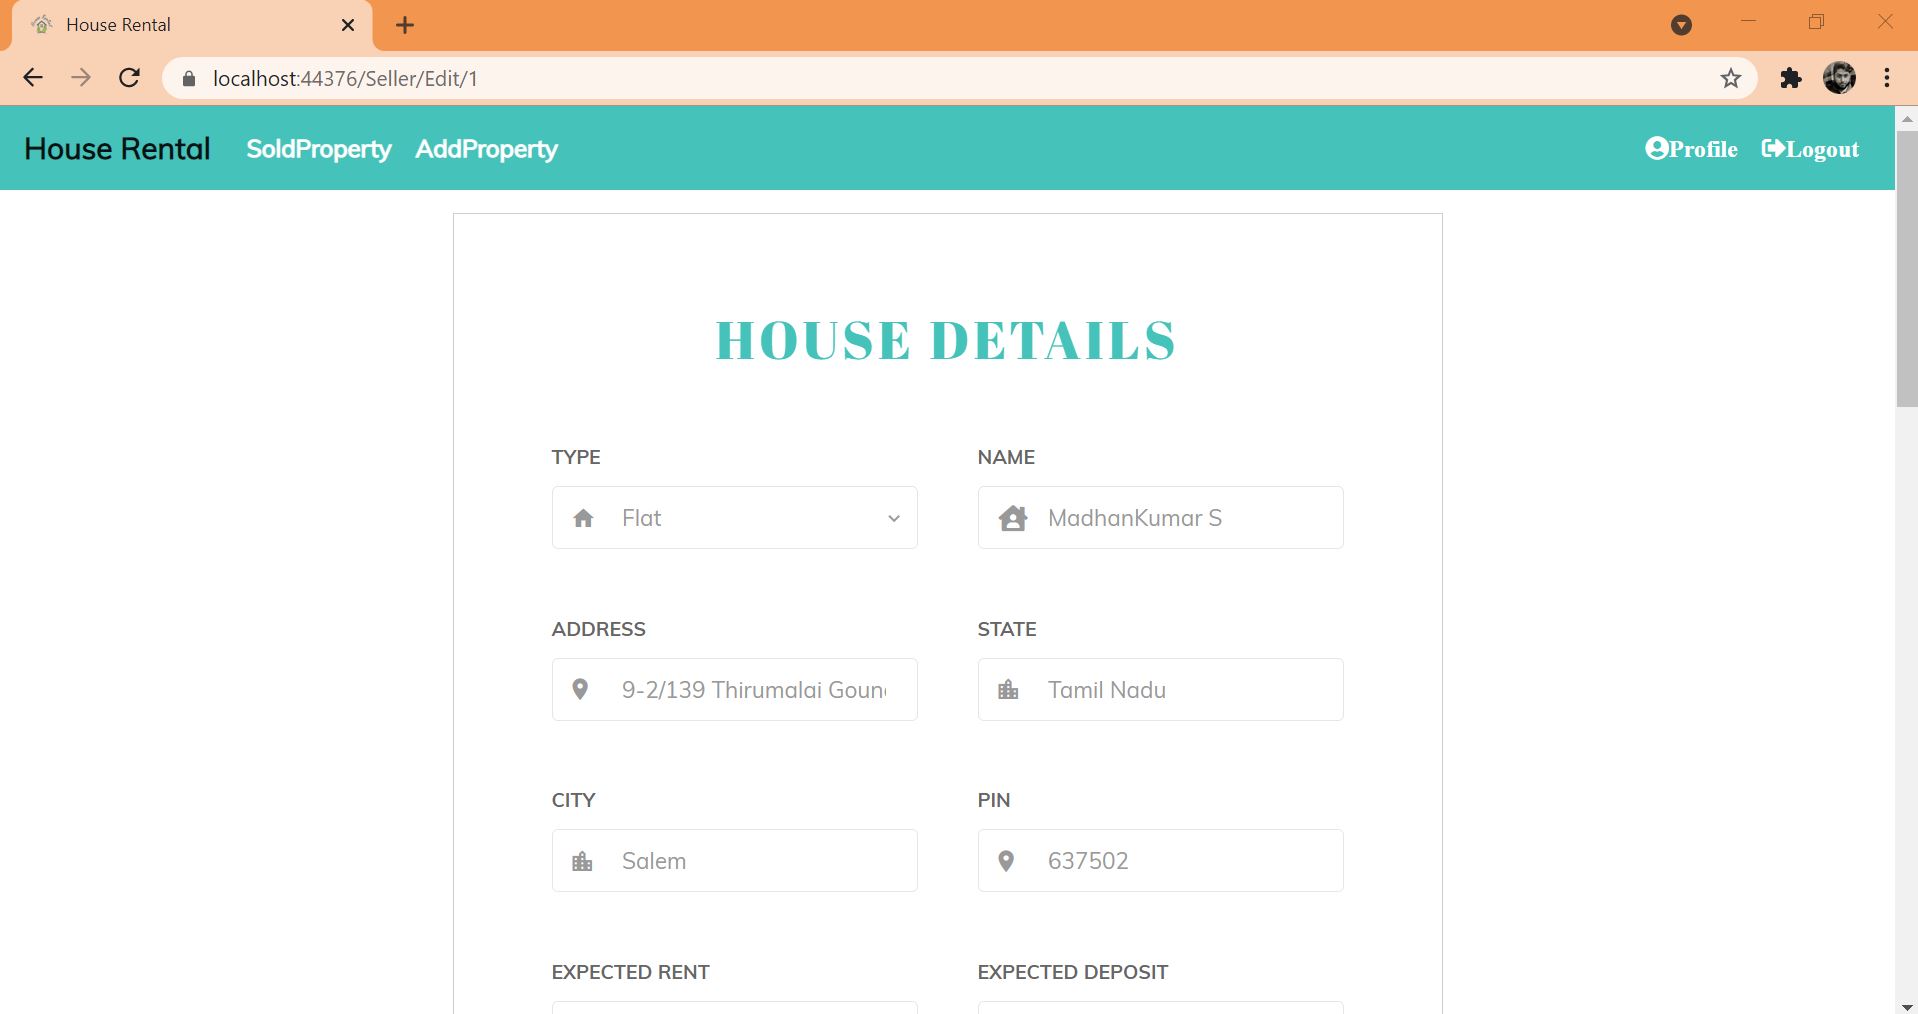 House Rental
localhost:44376/Seller/Edit/1
House Rental SoldProperty AddProperty Profile Logout
HOUSE DETAILS
TYPE NAME
Flat MadhanKumar S
ADDRESS STATE
9-2/139 Thirumalai Tamil Nadu
CITY PIN
Salem 637502
EXPECTED RENT EXPECTED DEPOSIT